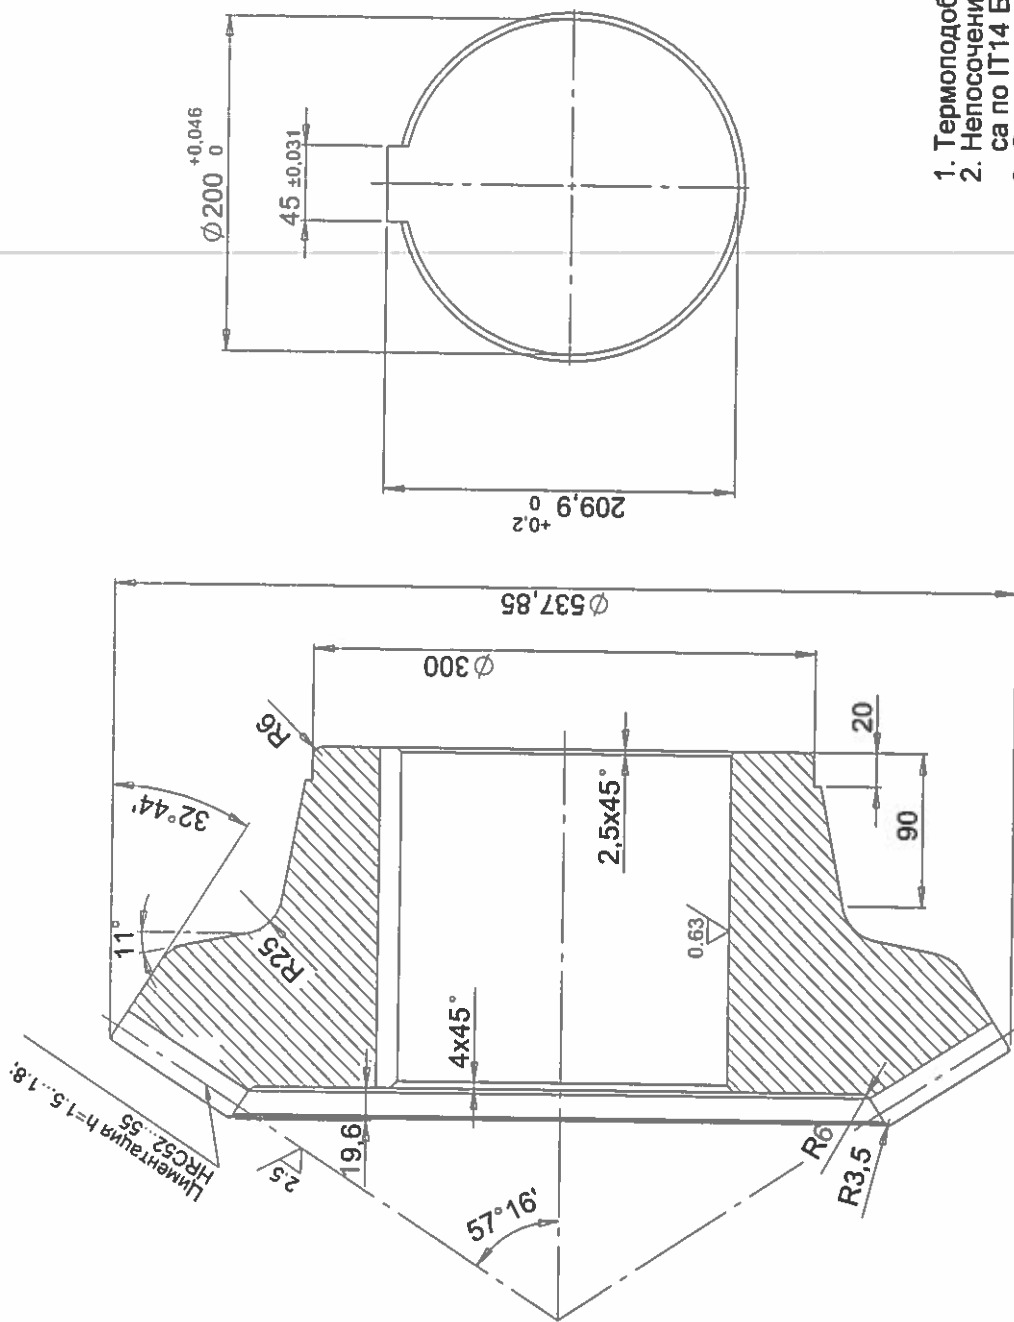 Ø200 +0,046 0
45 ±0,031
209,9 +0,2 0
Ø537,85
Ø300
R6
32°44'
11°
R25
20
90
2,5x45°
0.63
4x45°
19,6
Циментация h=1.5...1.8;
HRC52...55
2.5
57°16'
R6
R3,5
1. Термоподоб
2. Непосочени
са по IT14 Б